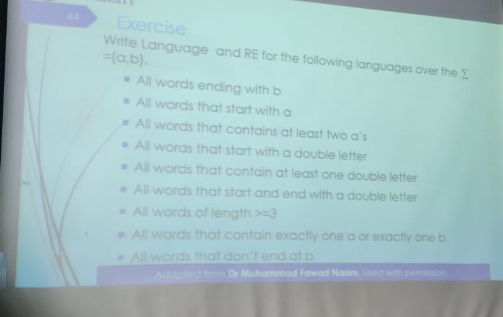 44
Exercise
Write Language and RE for the following languages over the Σ
={a,b}.
All words ending with b
All words that start with a
All words that contains at least two a's
All words that start with a double letter
All words that contain at least one double letter
All words that start and end with a double letter
All words of length >=3
All words that contain exactly one a or exactly one b
All words that don't end at b
Adapted from Dr Muhammad Fawad Nasim. Used with permission.